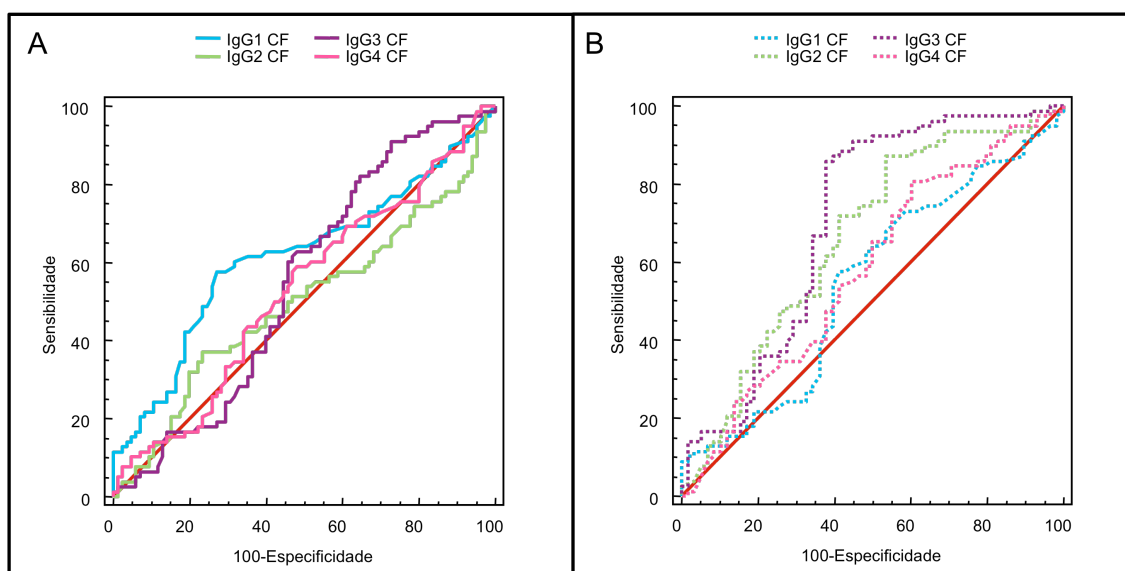 A
IgG1 CF IgG3 CF
IgG2 CF IgG4 CF
100
80
60
40
20
0
Sensibilidade
0 20 40 60 80 100
100-Especificidade
B
IgG1 CF IgG3 CF
IgG2 CF IgG4 CF
100
80
60
40
20
0
Sensibilidade
0 20 40 60 80 100
100-Especificidade